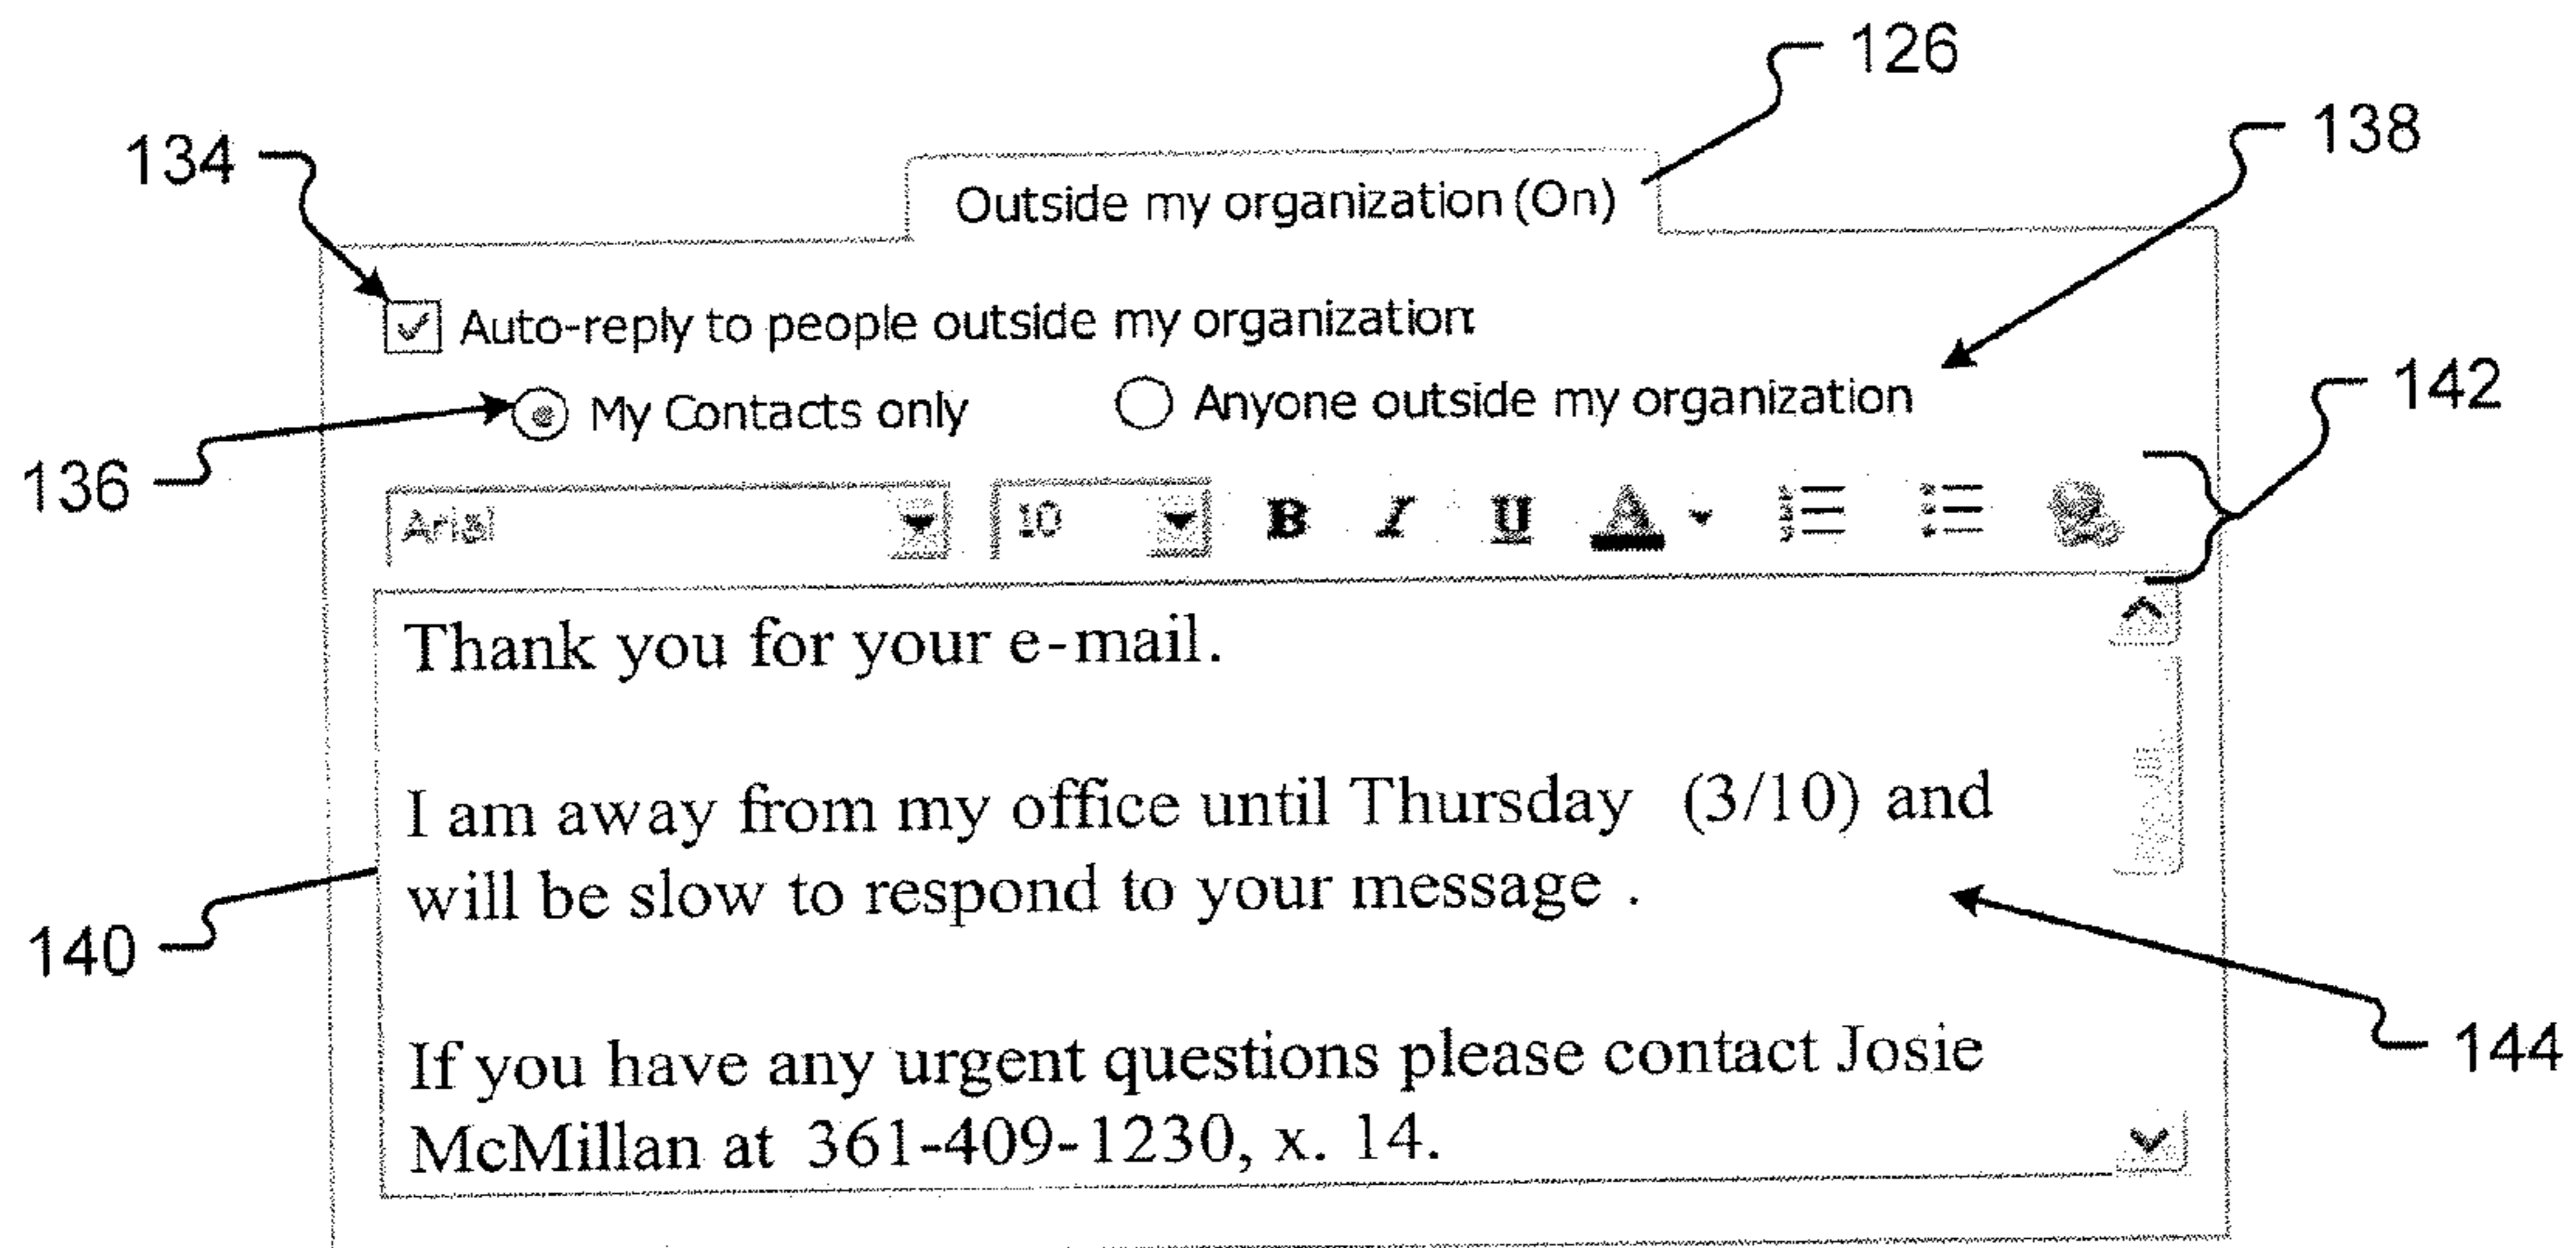 126
138
134
Outside my organization (On)
Auto-reply to people outside my organization
142
My Contacts only
Anyone outside my organization
136
Arial
10
B I U A
Thank you for your e-mail.
I am away from my office until Thursday (3/10) and
will be slow to respond to your message .
140
144
If you have any urgent questions please contact Josie
McMillan at 361-409-1230, x. 14.